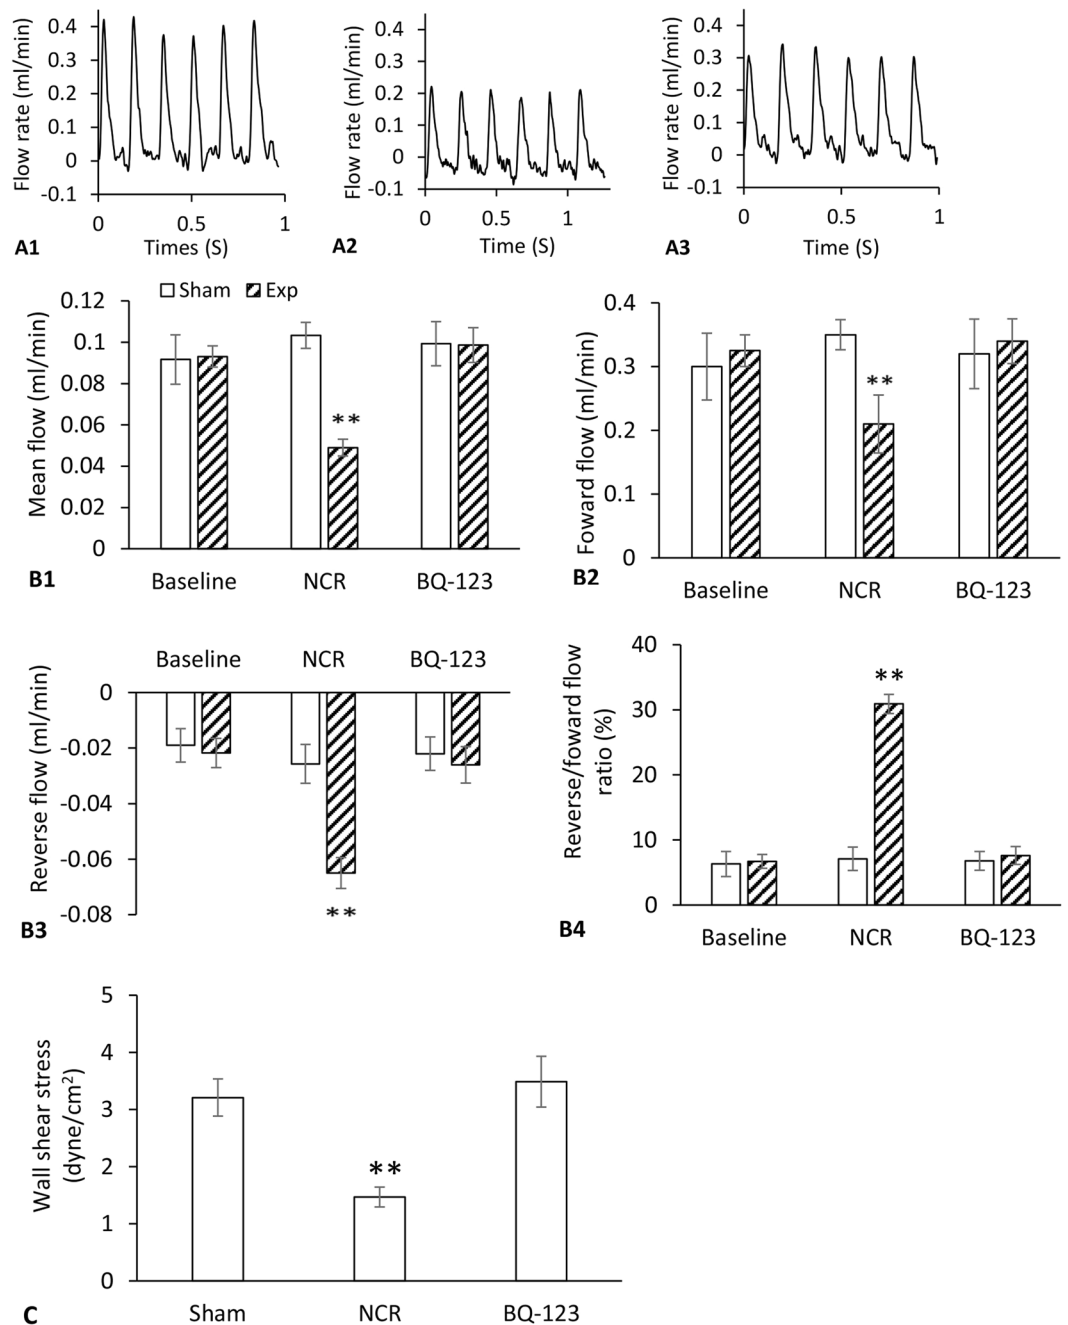 0.4
0.3
0.2
0.1
0
-0.1
Flow rate (ml/min)
0 0.5 1
Times (S)
A1
0.4
0.3
0.2
0.1
0
-0.1
Flow rate (ml/min)
0 0.5 1
Time (S)
A2
0.4
0.3
0.2
0.1
0
-0.1
Flow rate (ml/min)
0 0.5 1
Time (S)
A3
Sham Exp
0.12
0.1
0.08
0.06
0.04
0.02
0
Mean flow (ml/min)
**
Baseline NCR BQ-123
B1
0.4
0.3
0.2
0.1
0
Foward flow (ml/min)
**
Baseline NCR BQ-123
B2
Baseline NCR BQ-123
0
-0.02
-0.04
-0.06
-0.08
Reverse flow (ml/min)
**
B3
40
30
20
10
0
Reverse/foward flow
ratio (%)
**
Baseline NCR BQ-123
B4
5
4
3
2
1
0
Wall shear stress
(dyne/cm²)
**
Sham NCR BQ-123
C